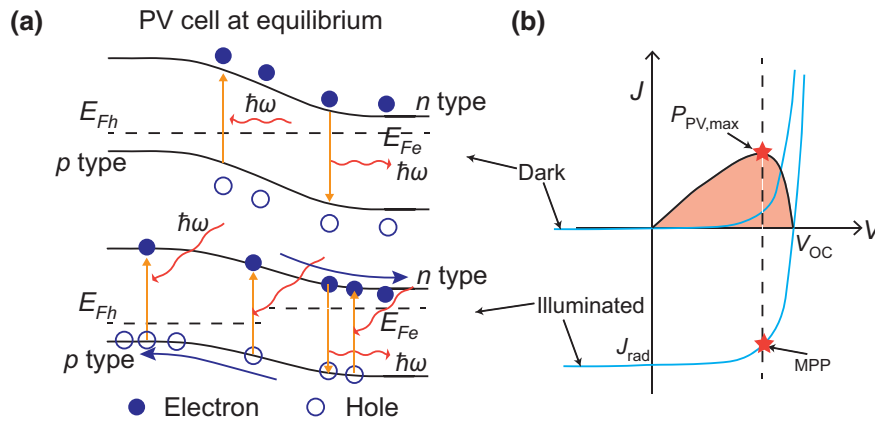 (a)
PV cell at equilibrium
ħω
n type
E_Fh
E_Fe
p type
ħω
ħω
n type
E_Fh
E_Fe
p type
ħω
Electron
Hole
(b)
J
P_PV,max
Dark
V
V_OC
Illuminated
J_rad
MPP